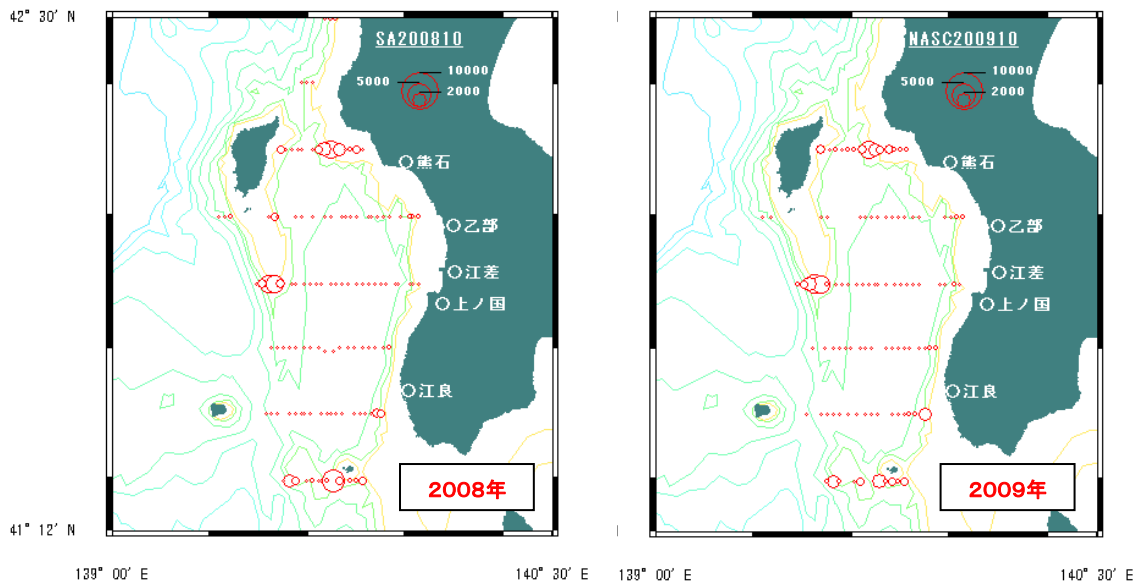 42° 30′ N
SA200810
5000
10000
2000
熊石
乙部
江差
上ノ国
江良
2008年
41° 12′ N
139° 00′ E
140° 30′ E
NASC200910
5000
10000
2000
熊石
乙部
江差
上ノ国
江良
2009年
139° 00′ E
140° 30′ E